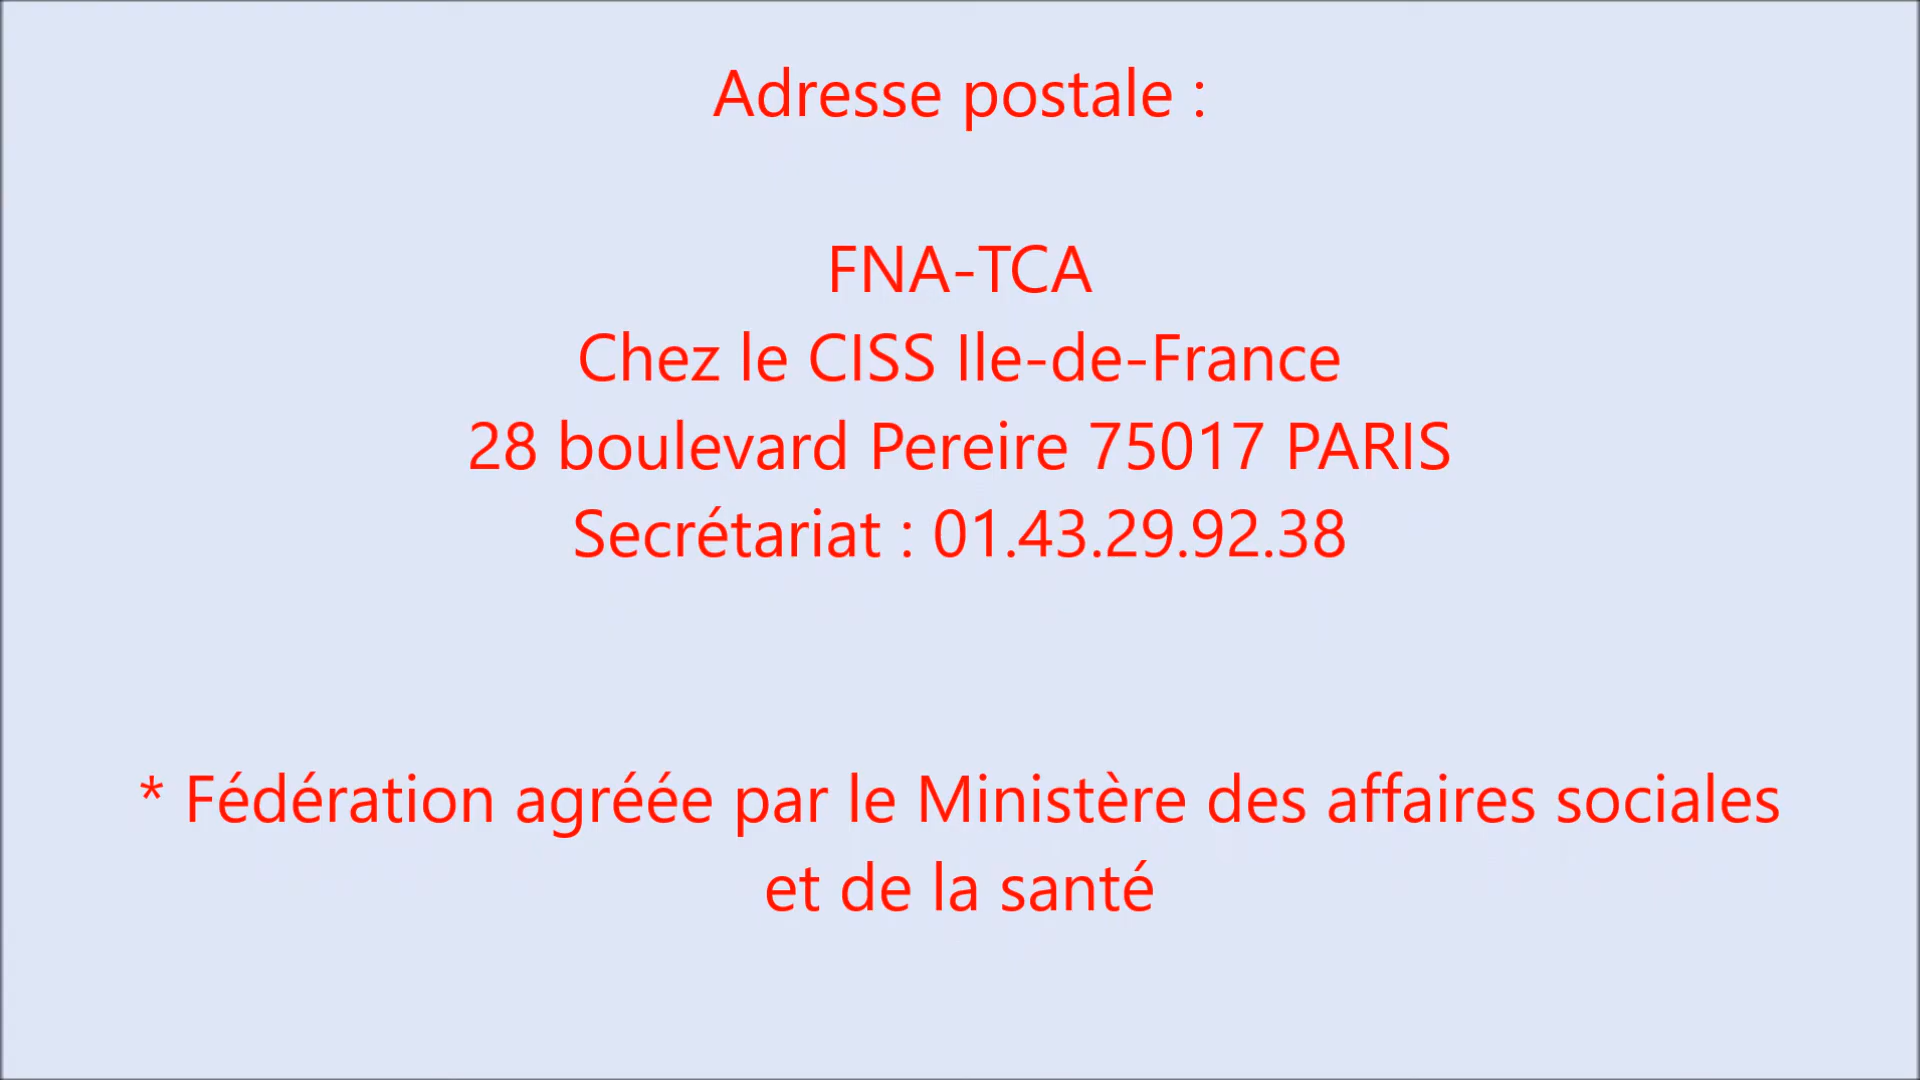 Adresse postale :
FNA-TCA
Chez le CISS Ile-de-France
28 boulevard Pereire 75017 PARIS
Secrétariat : 01.43.29.92.38
* Fédération agréée par le Ministère des affaires sociales
et de la santé